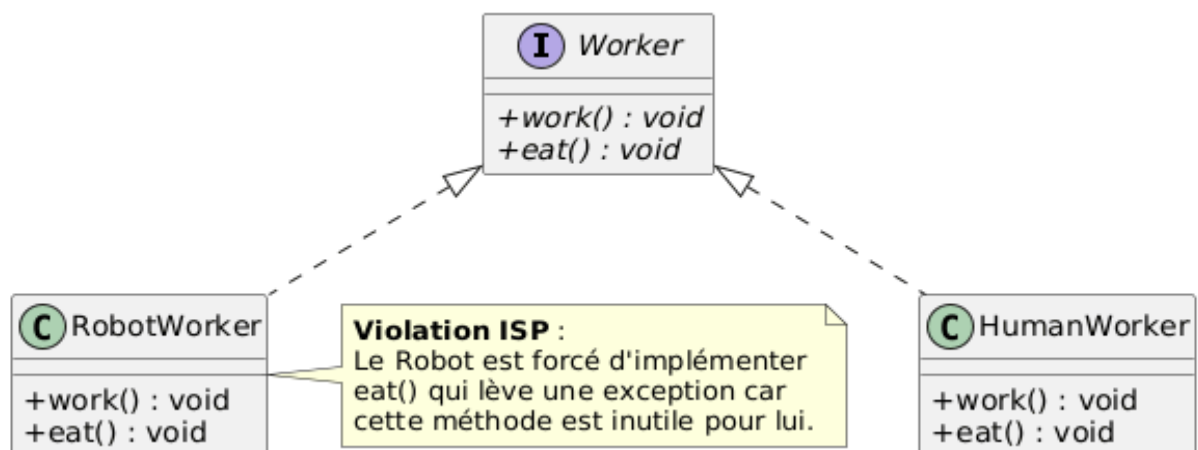 I Worker
+work() : void
+eat() : void
C RobotWorker
+work() : void
+eat() : void
Violation ISP :
Le Robot est forcé d'implémenter
eat() qui lève une exception car
cette méthode est inutile pour lui.
C HumanWorker
+work() : void
+eat() : void